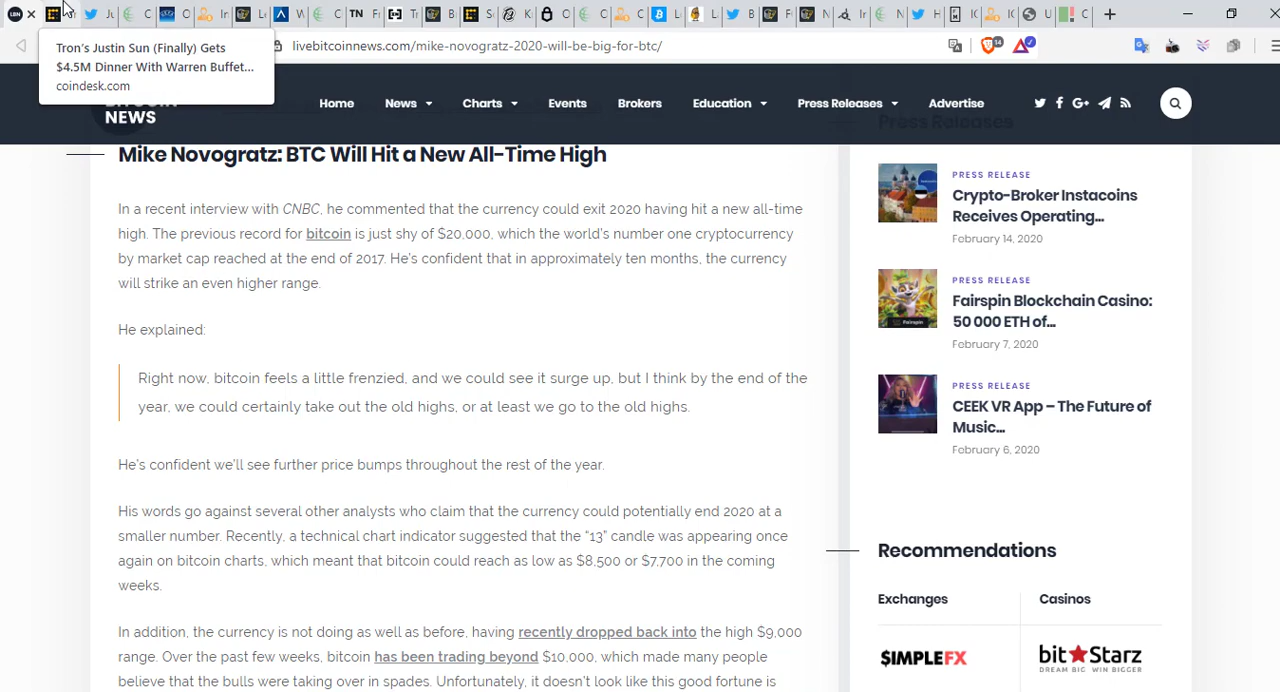 LBN
Ju
C
C
In
Le
W
C
TN
Fi
Tr
B
S
K
C
C
C
L
L
B
F
N
In
N
H
IC
IC
U
C
livebitcoinnews.com/mike-novogratz-2020-will-be-big-for-btc/
14
Tron's Justin Sun (Finally) Gets
$4.5M Dinner With Warren Buffet...
coindesk.com
NEWS
Home
News
Charts
Events
Brokers
Education
Press Releases
Advertise
Mike Novogratz: BTC Will Hit a New All-Time High
In a recent interview with CNBC, he commented that the currency could exit 2020 having hit a new all-time
high. The previous record for bitcoin is just shy of $20,000, which the world's number one cryptocurrency
by market cap reached at the end of 2017. He's confident that in approximately ten months, the currency
will strike an even higher range.
He explained:
Right now, bitcoin feels a little frenzied, and we could see it surge up, but I think by the end of the
year, we could certainly take out the old highs, or at least we go to the old highs.
He's confident we'll see further price bumps throughout the rest of the year.
His words go against several other analysts who claim that the currency could potentially end 2020 at a
smaller number. Recently, a technical chart indicator suggested that the "13" candle was appearing once
again on bitcoin charts, which meant that bitcoin could reach as low as $8,500 or $7,700 in the coming
weeks.
In addition, the currency is not doing as well as before, having recently dropped back into the high $9,000
range. Over the past few weeks, bitcoin has been trading beyond $10,000, which made many people
believe that the bulls were taking over in spades. Unfortunately, it doesn't look like this good fortune is
Press Releases
PRESS RELEASE
Crypto-Broker Instacoins
Receives Operating...
February 14, 2020
PRESS RELEASE
Fairspin Blockchain Casino:
50 000 ETH of...
February 7, 2020
Fairspin
PRESS RELEASE
CEEK VR App – The Future of
Music...
February 6, 2020
Recommendations
Exchanges
Casinos
SIMPLEFX
bitStarz
DREAM BIG. WIN BIGGER